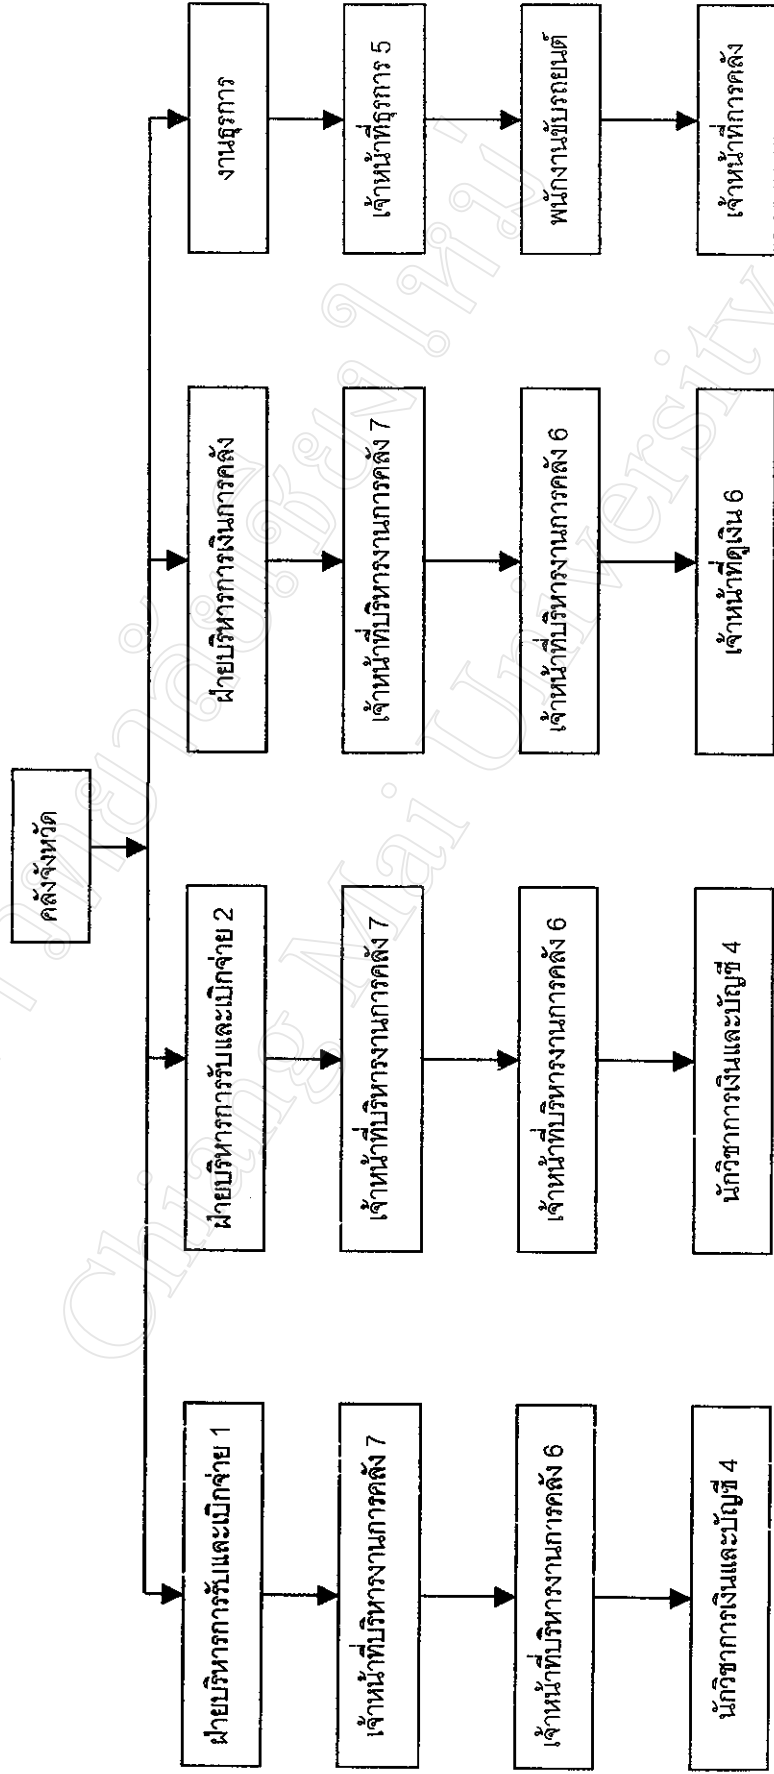 คลังจังหวัด
ฝ่ายบริหารการรับและเบิกจ่าย 1
ฝ่ายบริหารการรับและเบิกจ่าย 2
ฝ่ายบริหารการเงินการคลัง
งานธุรการ
เจ้าหน้าที่บริหารงานการคลัง 7
เจ้าหน้าที่บริหารงานการคลัง 7
เจ้าหน้าที่บริหารงานการคลัง 7
เจ้าหน้าที่ธุรการ 5
เจ้าหน้าที่บริหารงานการคลัง 6
เจ้าหน้าที่บริหารงานการคลัง 6
เจ้าหน้าที่บริหารงานการคลัง 6
พนักงานขับรถยนต์
นักวิชาการเงินและบัญชี 4
นักวิชาการเงินและบัญชี 4
เจ้าหน้าที่ดูเงิน 6
เจ้าหน้าที่การคลัง
Chiang Mai University